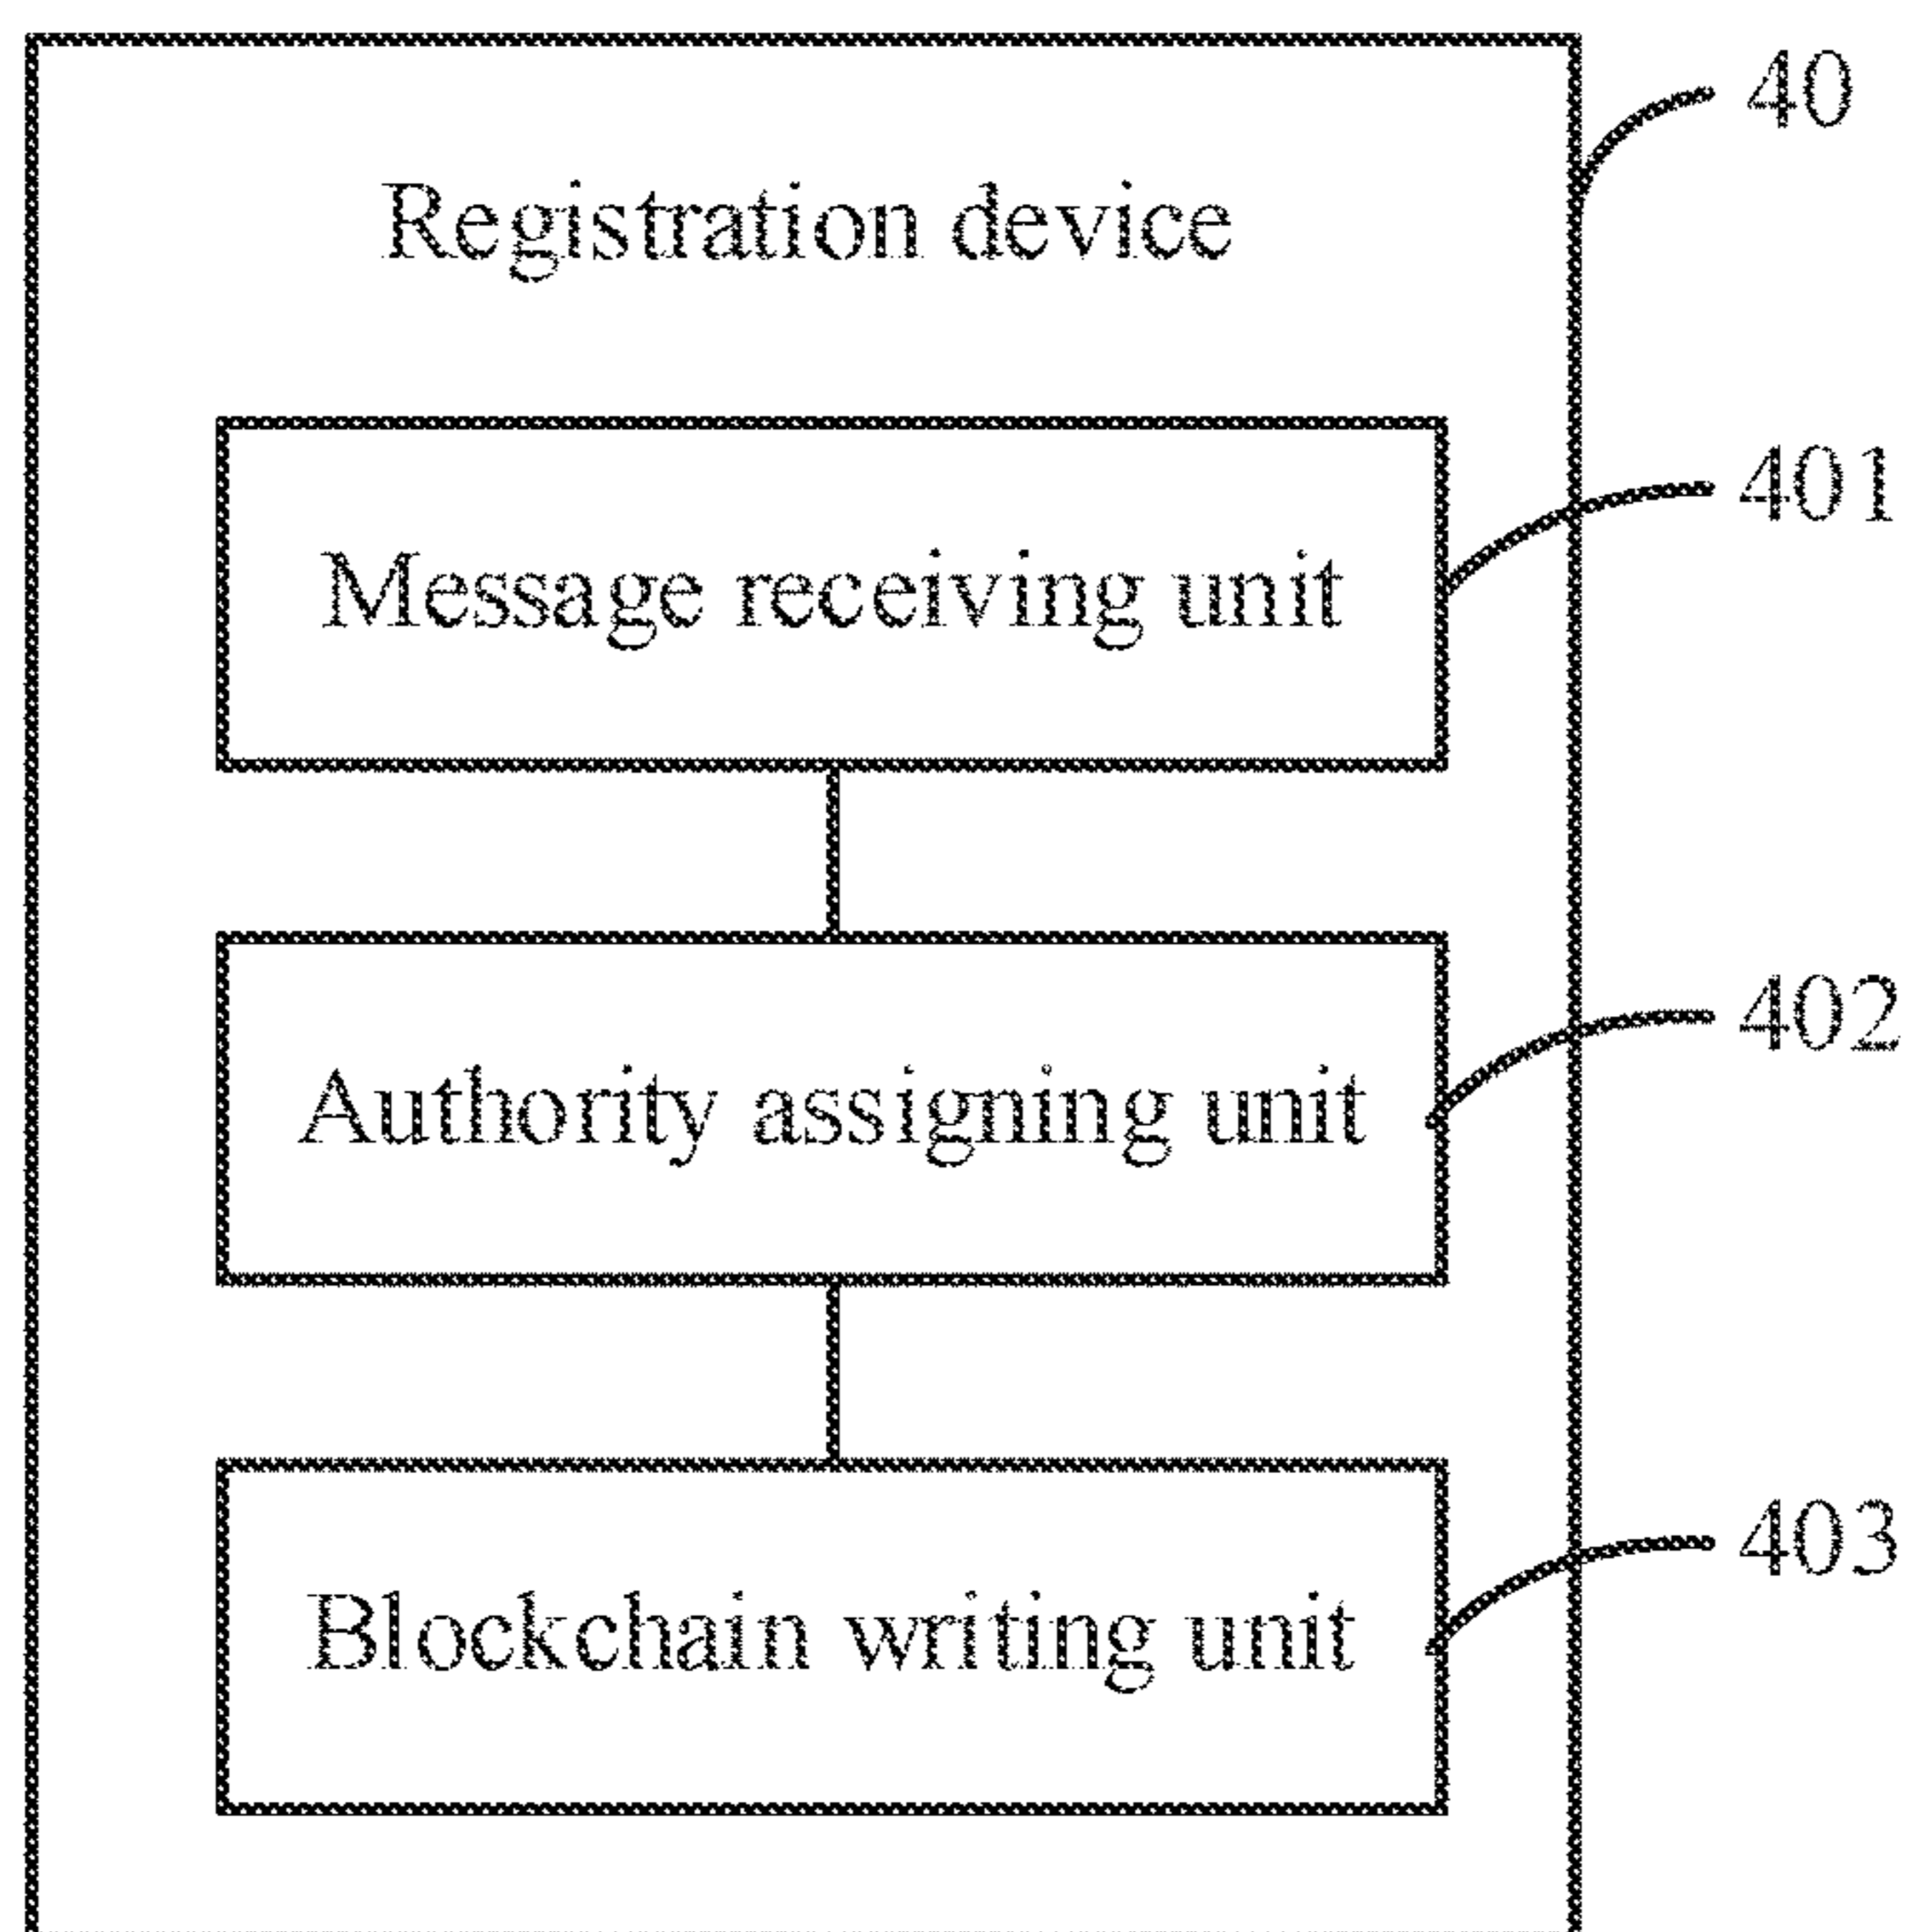 40
Registration device
401
Message receiving unit
402
Authority assigning unit
403
Blockchain writing unit